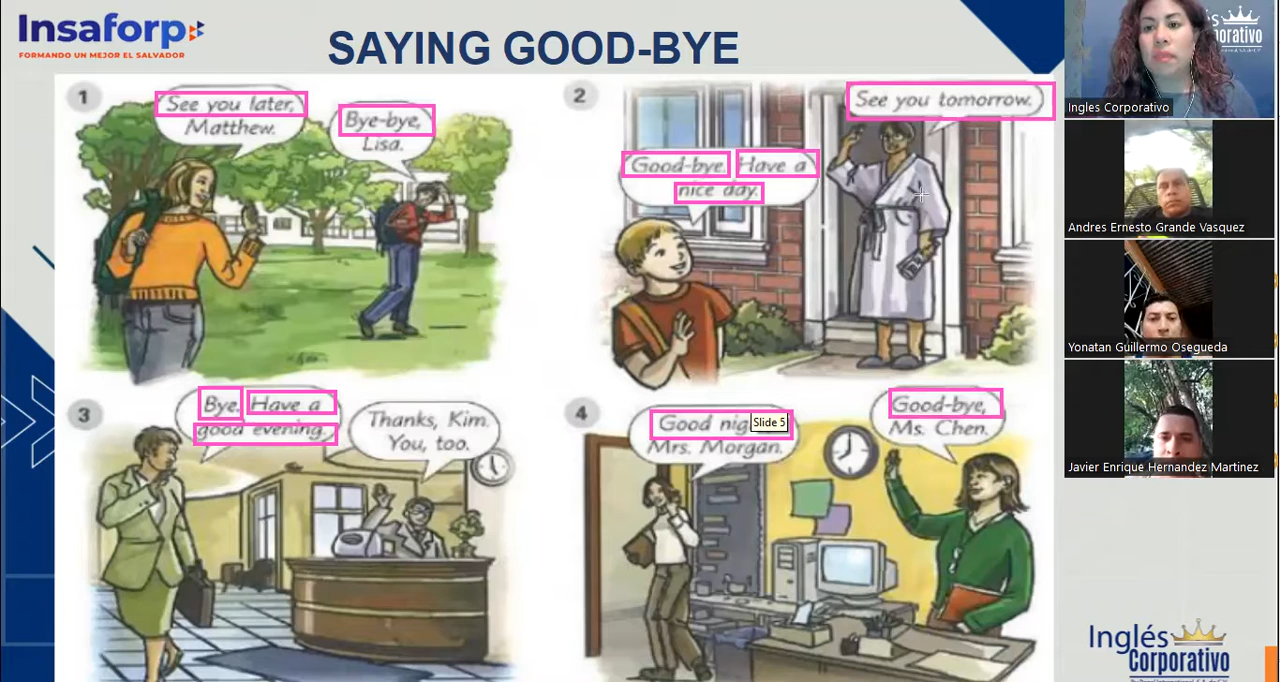 Insaforp
FORMANDO UN MEJOR EL SALVADOR
SAYING GOOD-BYE
1
See you later,
Matthew.
Bye-bye,
Lisa.
2
Good-bye. Have a
nice day.
See you tomorrow.
3
Bye. Have a
good evening.
Thanks, Kim.
You, too.
4
Good nig
Slide 5
Mrs. Morgan.
Good-bye,
Ms. Chen.
Ingles Corporativo
Andres Ernesto Grande Vasquez
Yonatan Guillermo Osegueda
Javier Enrique Hernandez Martinez
Inglés
Corporativo